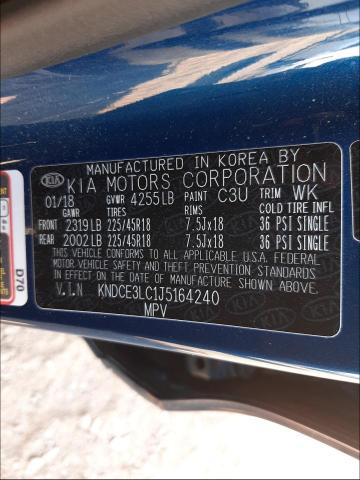 MANUFACTURED IN KOREA BY
KIA KIA MOTORS CORPORATION
01/18 GVWR 4255LB PAINT C3U TRIM WK
GAWR TIRES RIMS COLD TIRE INFL
FRONT 2319LB 225/45R18 7.5Jx18 36 PSI SINGLE
REAR 2002LB 225/45R18 7.5Jx18 36 PSI SINGLE
THIS VEHICLE CONFORMS TO ALL APPLICABLE U.S.A. FEDERAL
MOTOR VEHICLE SAFETY AND THEFT PREVENTION STANDARDS
IN EFFECT ON THE DATE OF MANUFACTURE SHOWN ABOVE.
V.I.N KNDCE3LC1J5164240
MPV
D70